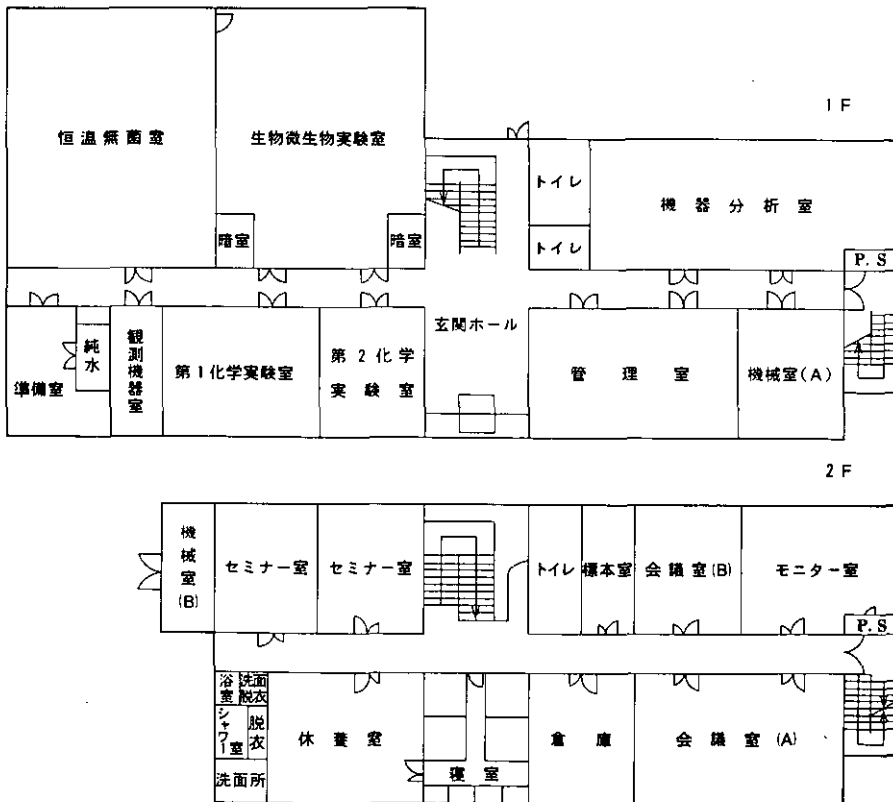 1F
恒温無菌室
生物微生物実験室
トイレ
機器分析室
暗室
暗室
トイレ
P.S
玄関ホール
純水
観測機器室
準備室
第1化学実験室
第2化学
実験室
管理室
機械室(A)
2F
機械室(B)
セミナー室
セミナー室
トイレ
標本室
会議室(B)
モニター室
P.S
浴室
洗面
脱衣
シャワー室
脱衣
休養室
倉庫
会議室(A)
洗面所
寝室